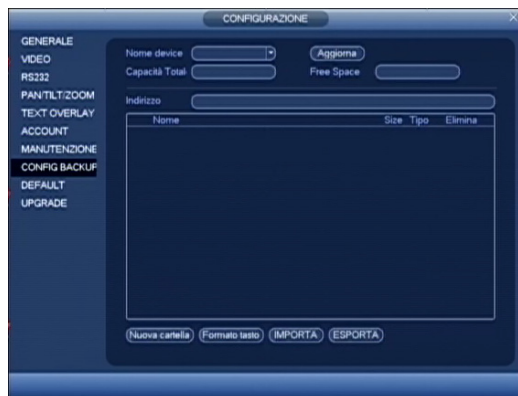 CONFIGURAZIONE
GENERALE
VIDEO
RS232
PAN/TILT/ZOOM
TEXT OVERLAY
ACCOUNT
MANUTENZIONE
CONFIG BACKUP
DEFAULT
UPGRADE
Nome device Aggiorna
Capacità Total Free Space
Indirizzo
Nome Size Tipo Elimina
Nuova cartella Formato tasto IMPORTA ESPORTA